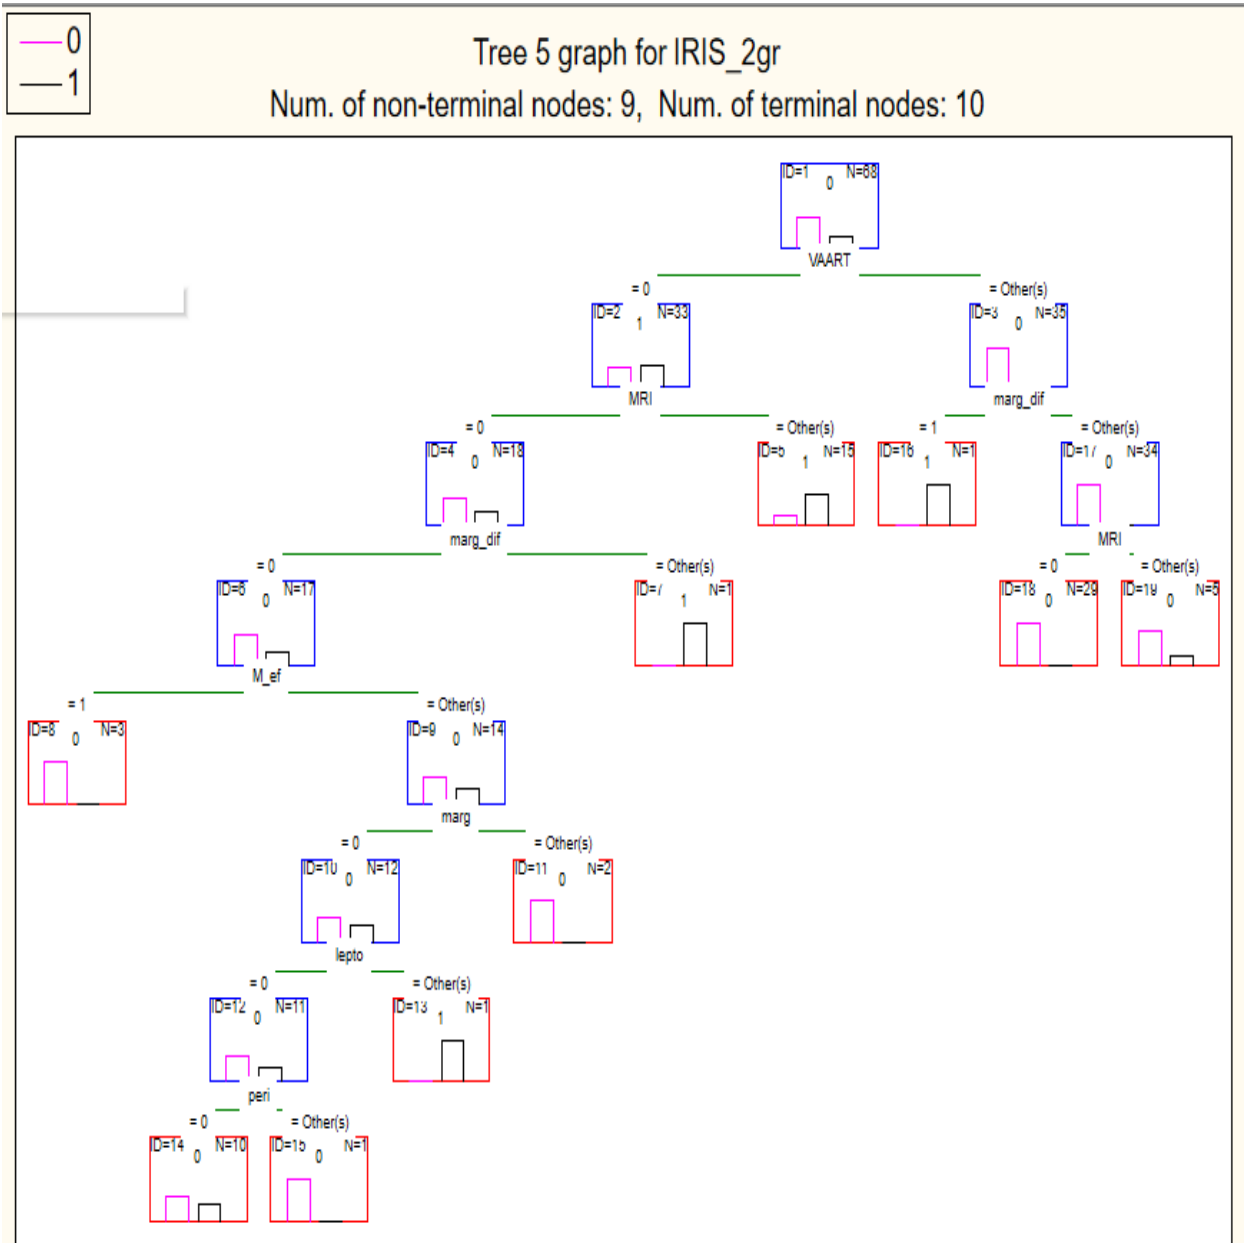 0
1
Tree 5 graph for IRIS_2gr
Num. of non-terminal nodes: 9,  Num. of terminal nodes: 10
ID=1 N=68
0
VAART
= 0 = Other(s)
ID=2 N=33 ID=3 N=35
1 0
MRI marg_dif
= 0 = Other(s) = 1 = Other(s)
ID=4 N=18 ID=5 N=15 ID=16 N=1 ID=17 N=34
0 1 1 0
marg_dif MRI
= 0 = Other(s) = 0 = Other(s)
ID=6 N=17 ID=7 N=1 ID=18 N=29 ID=19 N=5
0 1 0 0
M_ef
= 1 = Other(s)
ID=8 N=3 ID=9 N=14
0 0
marg
= 0 = Other(s)
ID=10 N=12 ID=11 N=2
0 0
lepto
= 0 = Other(s)
ID=12 N=11 ID=13 N=1
0 1
peri
= 0 = Other(s)
ID=14 N=10 ID=15 N=1
0 0